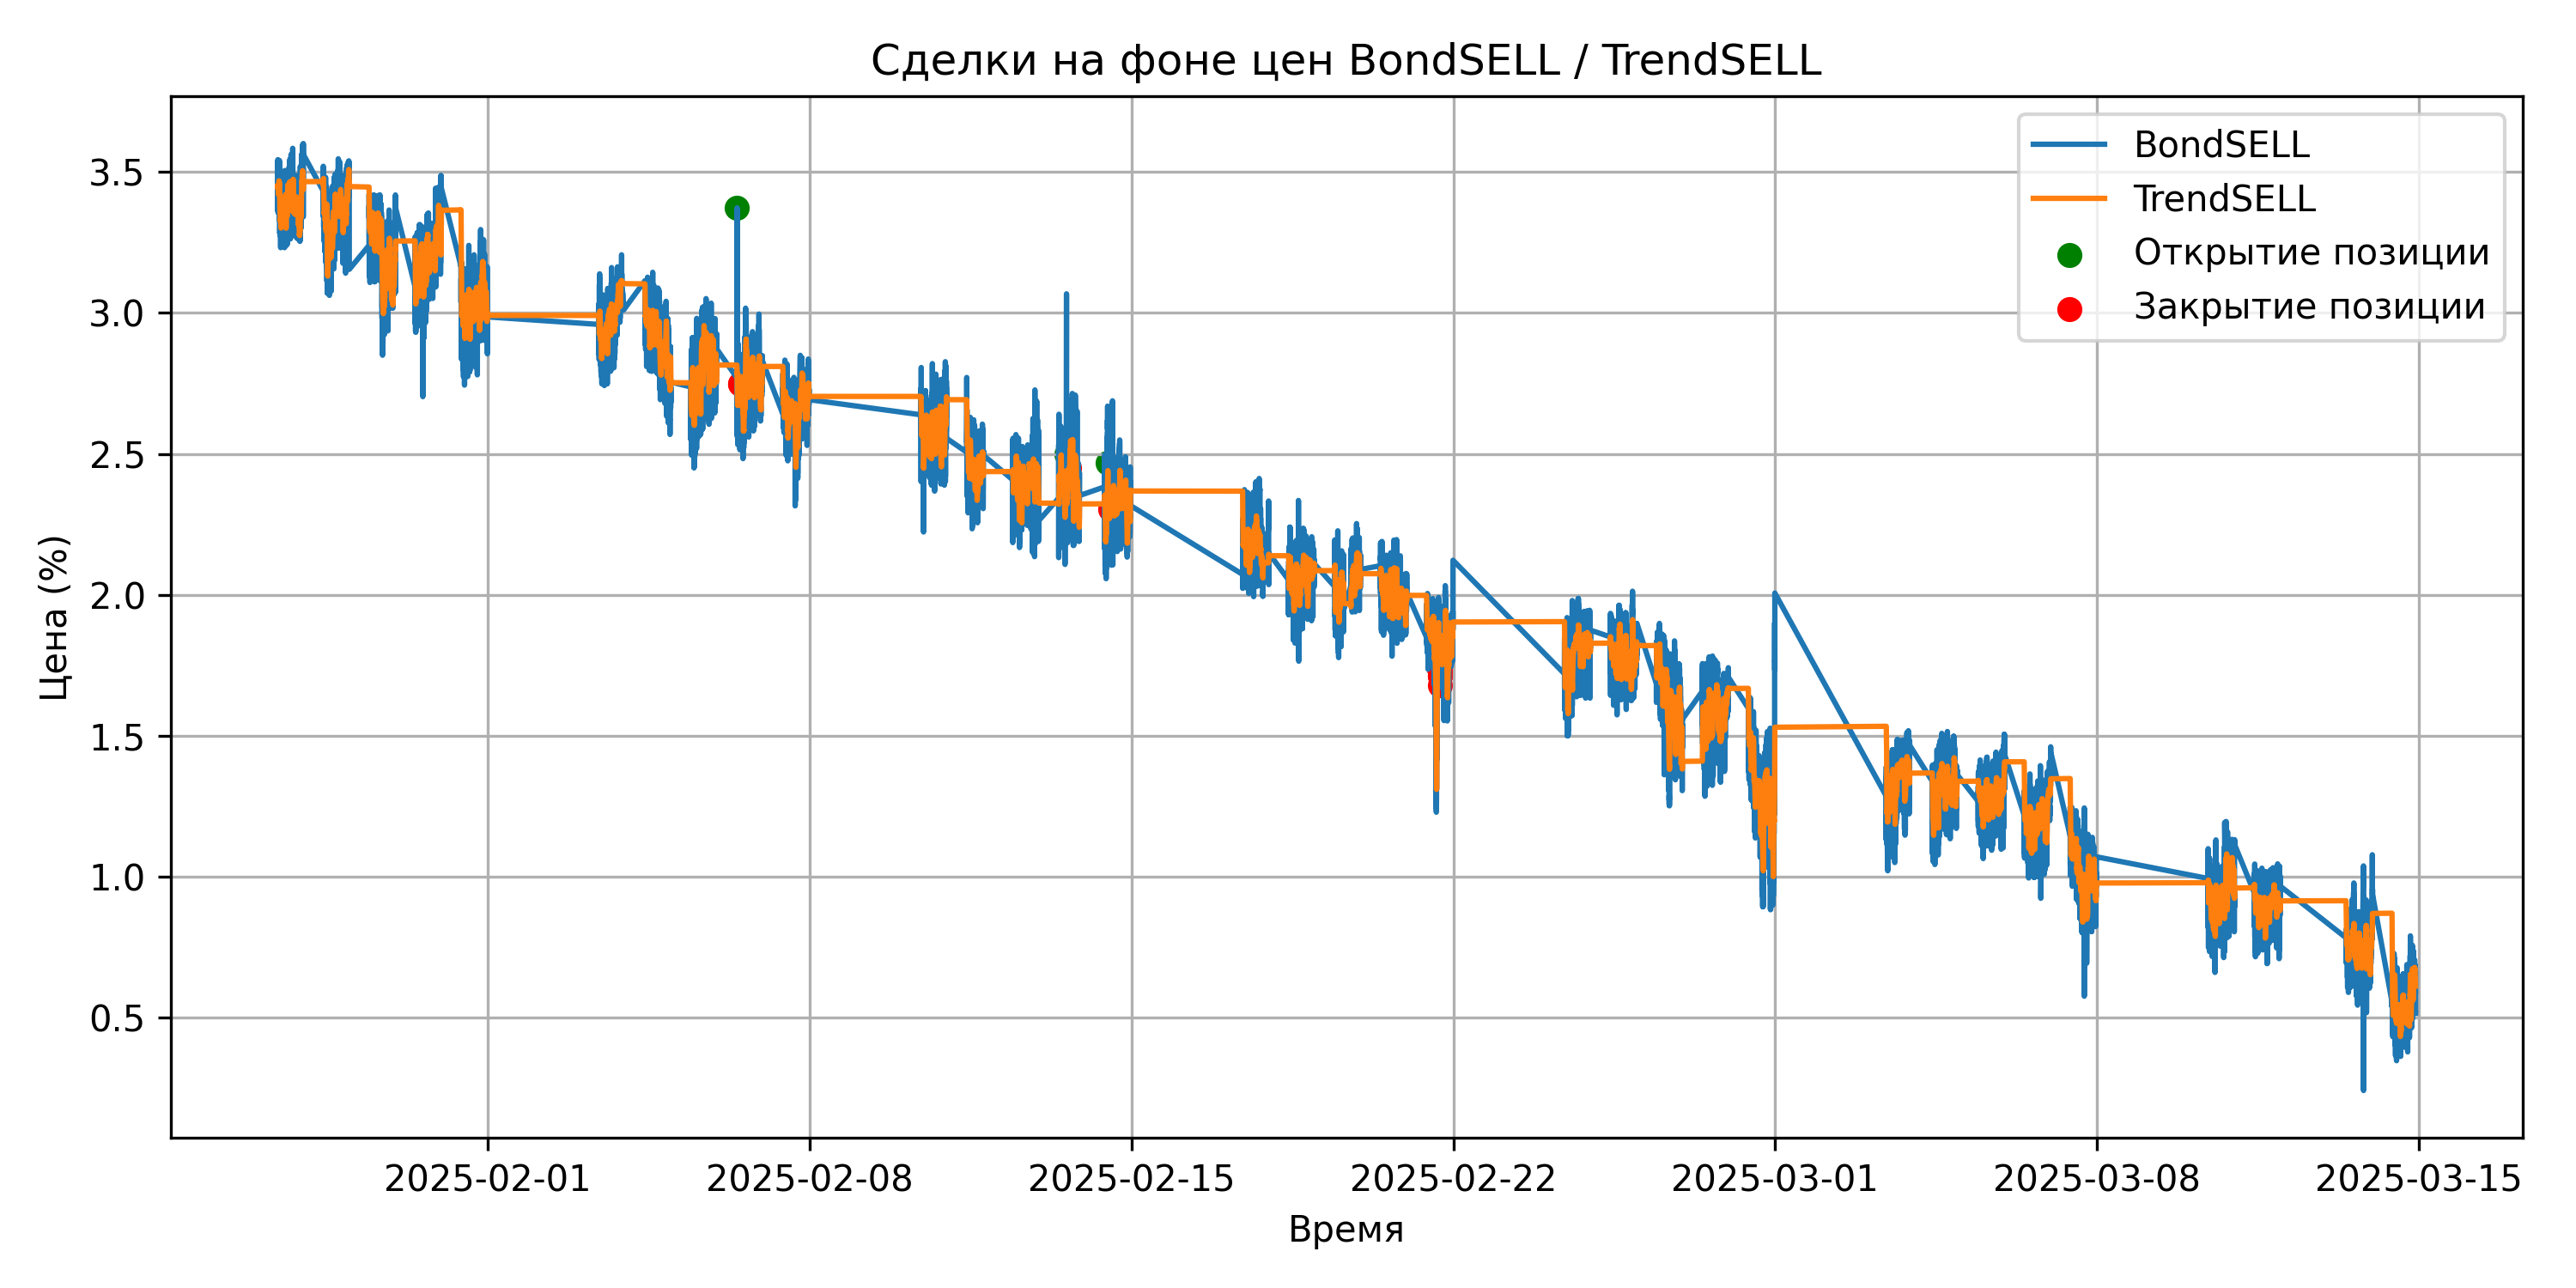 Сделки на фоне цен BondSELL / TrendSELL
BondSELL
TrendSELL
Открытие позиции
Закрытие позиции
Цена (%)
3.5
3.0
2.5
2.0
1.5
1.0
0.5
2025-02-01
2025-02-08
2025-02-15
2025-02-22
2025-03-01
2025-03-08
2025-03-15
Время